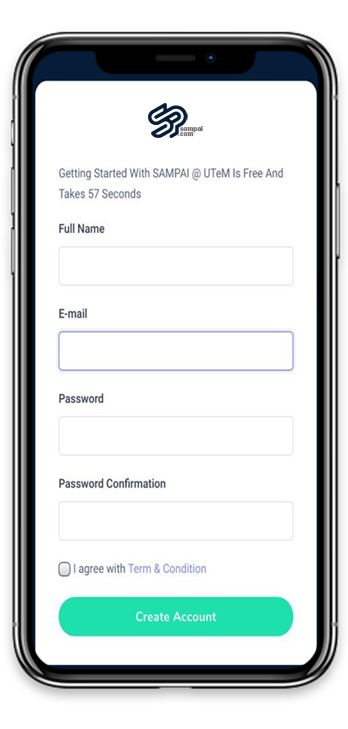 SP
sampai
.com
Getting Started With SAMPAI @ UTeM Is Free And
Takes 57 Seconds
Full Name
E-mail
Password
Password Confirmation
I agree with Term & Condition
Create Account